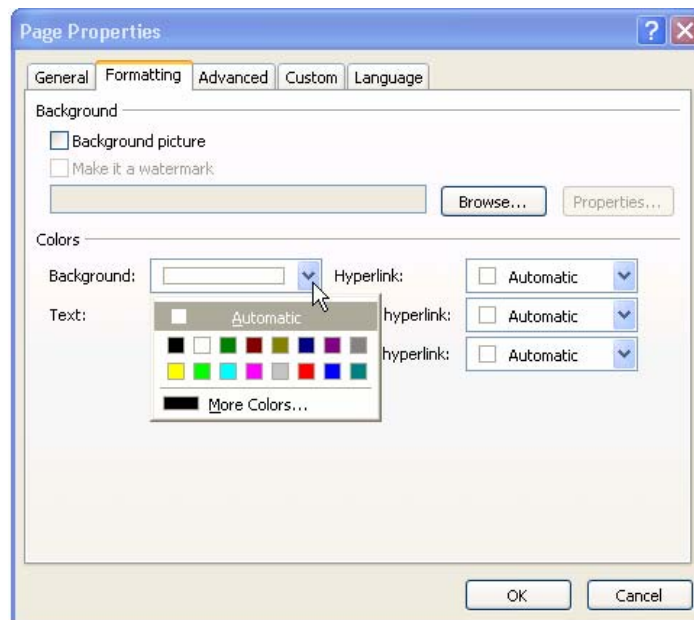 Page Properties
General Formatting Advanced Custom Language
Background
Background picture
Make it a watermark
Browse... Properties...
Colors
Background: Hyperlink: Automatic
Text: Automatic hyperlink: Automatic
hyperlink: Automatic
More Colors...
OK Cancel